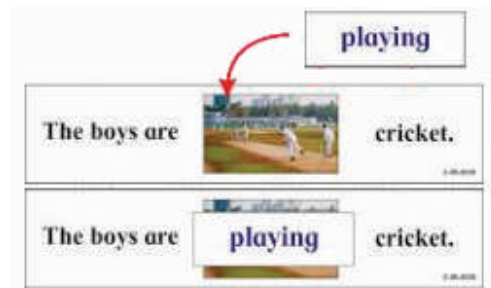 playing
The boys are cricket.
The boys are playing cricket.